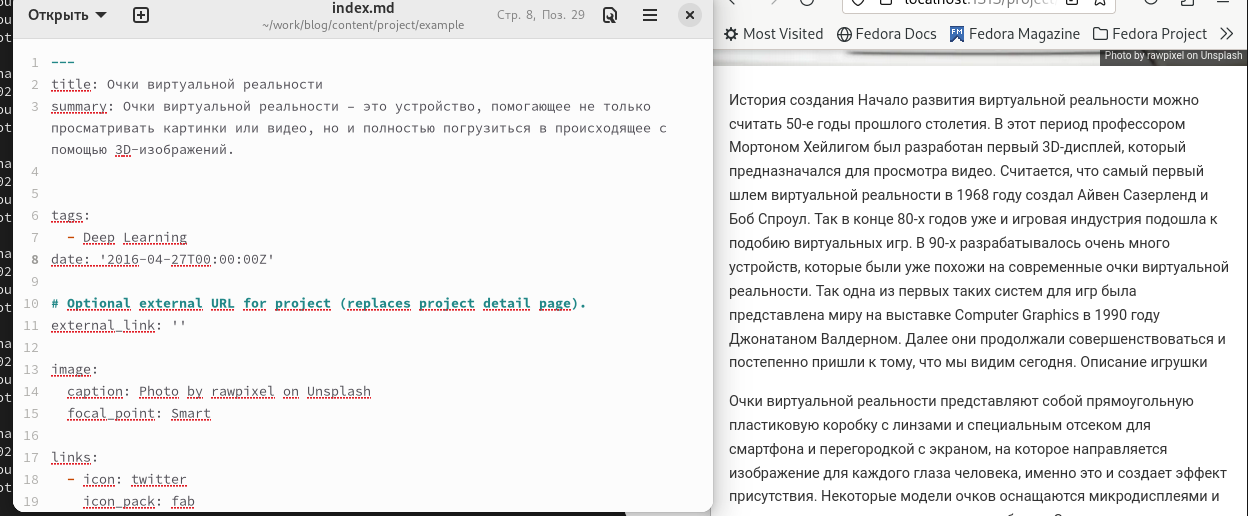 Открыть
index.md
~/work/blog/content/project/example
Стр. 8, Поз. 29
1 ---
2 title: Очки виртуальной реальности
3 summary: Очки виртуальной реальности – это устройство, помогающее не только
просматривать картинки или видео, но и полностью погрузиться в происходящее с
помощью 3D-изображений.
4
5
6 tags:
7 - Deep Learning
8 date: '2016-04-27T00:00:00Z'
9
10 # Optional external URL for project (replaces project detail page).
11 external_link: ''
12
13 image:
14 caption: Photo by rawpixel on Unsplash
15 focal_point: Smart
16
17 links:
18 - icon: twitter
19 icon_pack: fab
Most Visited Fedora Docs Fedora Magazine Fedora Project
Photo by rawpixel on Unsplash
История создания Начало развития виртуальной реальности можно
считать 50-е годы прошлого столетия. В этот период профессором
Мортоном Хейлигом был разработан первый 3D-дисплей, который
предназначался для просмотра видео. Считается, что самый первый
шлем виртуальной реальности в 1968 году создал Айвен Сазерленд и
Боб Спроул. Так в конце 80-х годов уже и игровая индустрия подошла к
подобию виртуальных игр. В 90-х разрабатывалось очень много
устройств, которые были уже похожи на современные очки виртуальной
реальности. Так одна из первых таких систем для игр была
представлена миру на выставке Computer Graphics в 1990 году
Джонатаном Валдерном. Далее они продолжали совершенствоваться и
постепенно пришли к тому, что мы видим сегодня. Описание игрушки
Очки виртуальной реальности представляют собой прямоугольную
пластиковую коробку с линзами и специальным отсеком для
смартфона и перегородкой с экраном, на которое направляется
изображение для каждого глаза человека, именно это и создает эффект
присутствия. Некоторые модели очков оснащаются микродисплеями и